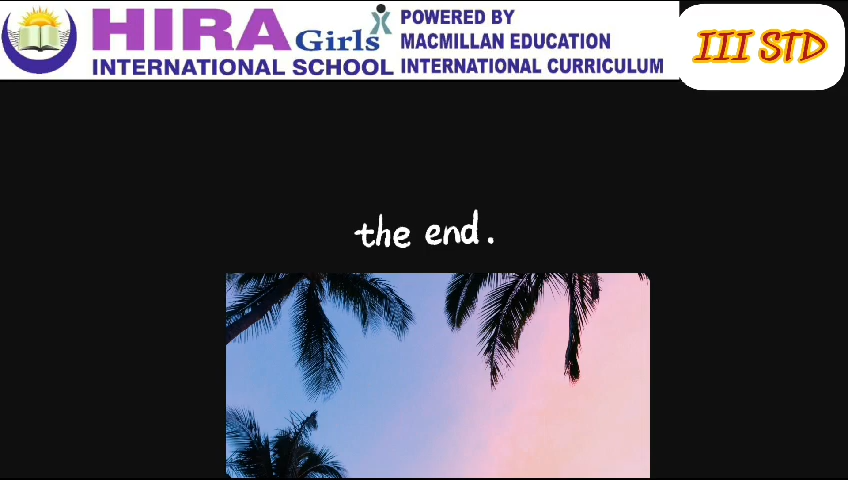 HIRA Girls
INTERNATIONAL SCHOOL
POWERED BY
MACMILLAN EDUCATION
INTERNATIONAL CURRICULUM
III STD
the end.